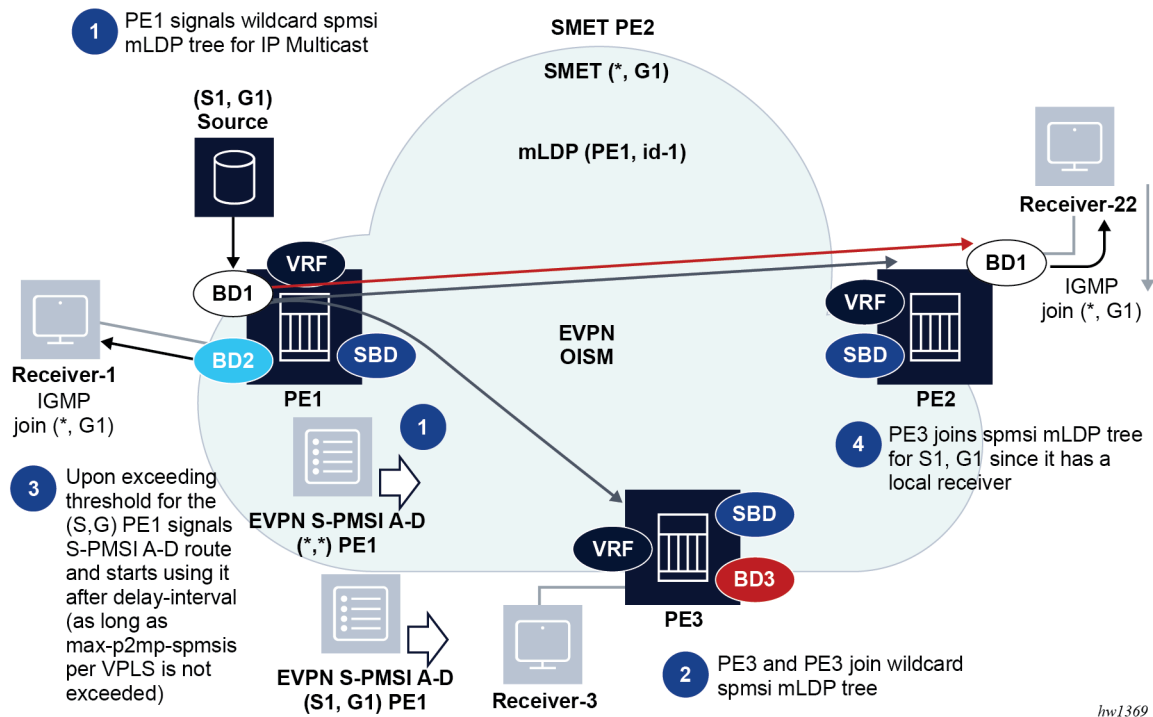 1
PE1 signals wildcard spmsi
mLDP tree for IP Multicast
SMET PE2
SMET (*, G1)
mLDP (PE1, id-1)
(S1, G1)
Source
Receiver-22
VRF
BD1
BD1
IGMP
join (*, G1)
VRF
SBD
PE2
BD2
SBD
PE1
EVPN
OISM
Receiver-1
IGMP
join (*, G1)
1
EVPN S-PMSI A-D
(*,*) PE1
3
Upon exceeding
threshold for the
(S,G) PE1 signals
S-PMSI A-D route
and starts using it
after delay-interval
(as long as
max-p2mp-spmsis
per VPLS is not
exceeded)
4
PE3 joins spmsi mLDP tree
for S1, G1 since it has a
local receiver
SBD
VRF
BD3
PE3
EVPN S-PMSI A-D
(S1, G1) PE1
Receiver-3
2
PE3 and PE3 join wildcard
spmsi mLDP tree
hw1369